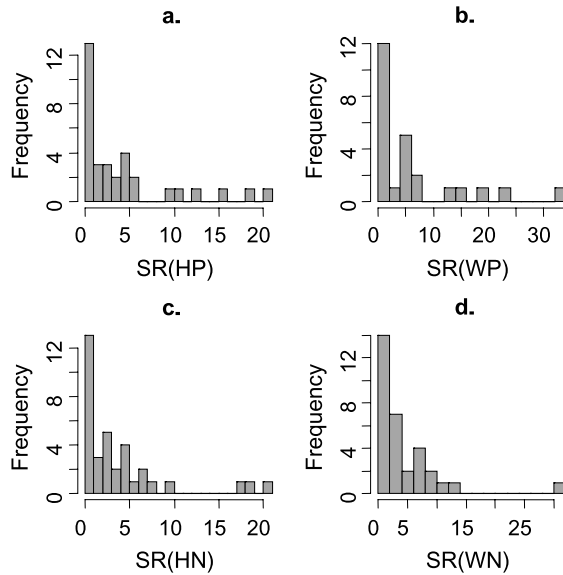 a.
Frequency
0 4 8 12
0 5 10 15 20
SR(HP)
b.
Frequency
0 4 8 12
0 10 20 30
SR(WP)
c.
Frequency
0 4 8 12
0 5 10 15 20
SR(HN)
d.
Frequency
0 4 8 12
0 5 15 25
SR(WN)